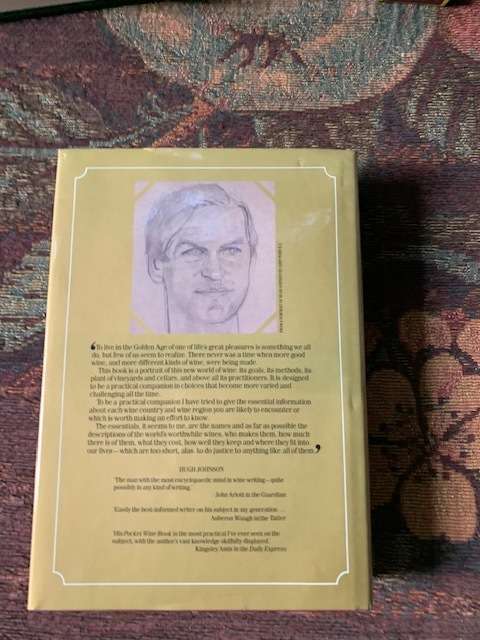 ‘To live in the Golden Age of one of life's great pleasures is something we all
do, but few of us seem to realize. There never was a time when more good
wine, and more different kinds of wine, were being made.
This book is a portrait of this new world of wine: its goals, its methods, its
plant of vineyards and cellars, and above all its practitioners. It is designed
to be a practical companion in choices that become more varied and
challenging all the time.
To be a practical companion I have tried to give the essential information
about each wine country and wine region you are likely to encounter or
which is worth making an effort to know.
The essentials, it seems to me, are the names and as far as possible the
descriptions of the world's worthwhile wines, who makes them, how much
there is of them, what they cost, how well they keep and where they fit into
our lives – which are too short, alas, to do justice to anything like all of them.’
HUGH JOHNSON
'The man with the most encyclopaedic mind in wine writing – quite
possibly in any kind of writing.'
John Arlott in the Guardian
'Easily the best-informed writer on his subject in my generation . . .
Auberon Waugh in the Tatler
'His Pocket Wine Book is the most practical I've ever seen on the
subject, with the author's vast knowledge skilfully displayed.'
Kingsley Amis in the Daily Express